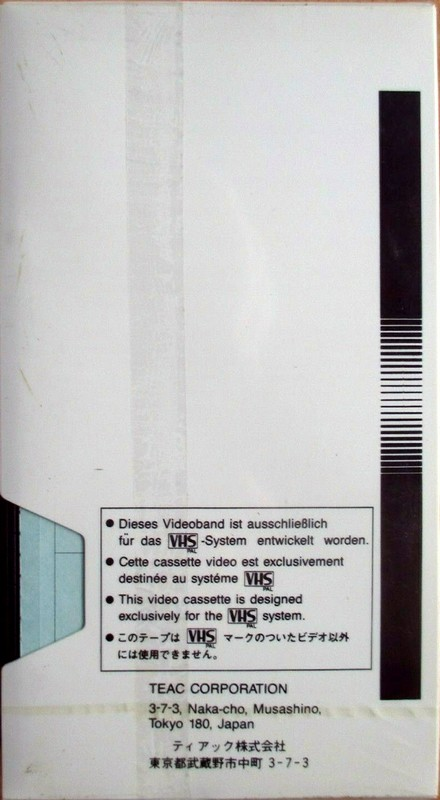 ● Dieses Videoband ist ausschließlich
für das VHS PAL -System entwickelt worden.
● Cette cassette video est exclusivement
destinée au systéme VHS PAL
● This video cassette is designed
exclusively for the VHS PAL system.
● このテープは VHS PAL マークのついたビデオ以外
には使用できません。
TEAC CORPORATION
3-7-3, Naka-cho, Musashino,
Tokyo 180, Japan
ティアック株式会社
東京都武蔵野市中町 3-7-3